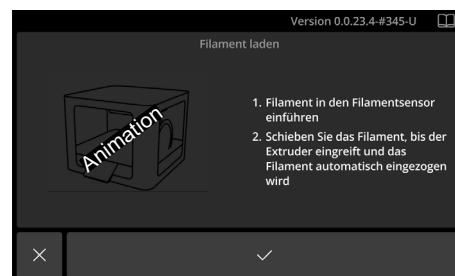 Version 0.0.23.4-#345-U
Filament laden
Animation
1. Filament in den Filamentsensor
einführen
2. Schieben Sie das Filament, bis der
Extruder eingreift und das
Filament automatisch eingezogen
wird